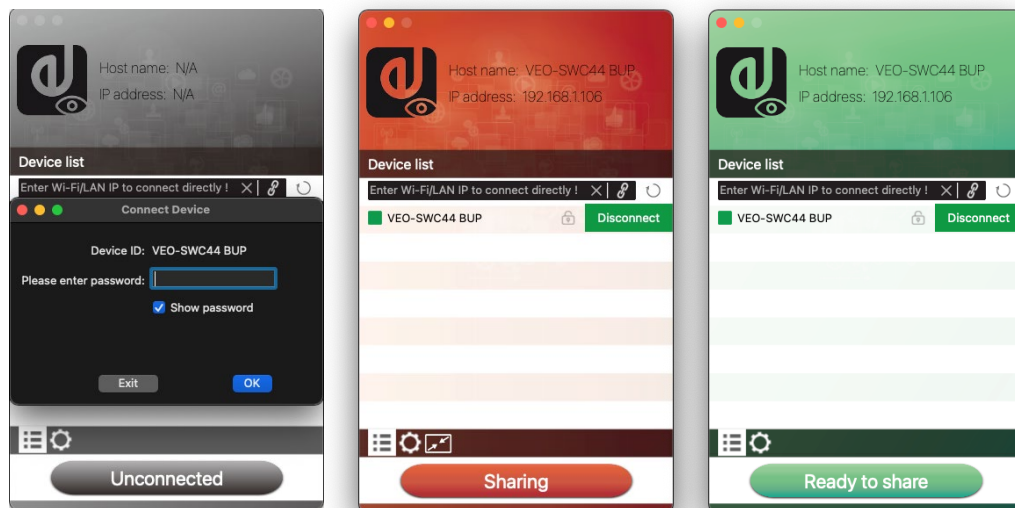 Host name: N/A
IP address: N/A
Device list
Enter Wi-Fi/LAN IP to connect directly !
Connect Device
Device ID: VEO-SWC44 BUP
Please enter password:
Show password
Exit
OK
Unconnected
Host name: VEO-SWC44 BUP
IP address: 192.168.1.106
Device list
Enter Wi-Fi/LAN IP to connect directly !
VEO-SWC44 BUP
Disconnect
Sharing
Host name: VEO-SWC44 BUP
IP address: 192.168.1.106
Device list
Enter Wi-Fi/LAN IP to connect directly !
VEO-SWC44 BUP
Disconnect
Ready to share